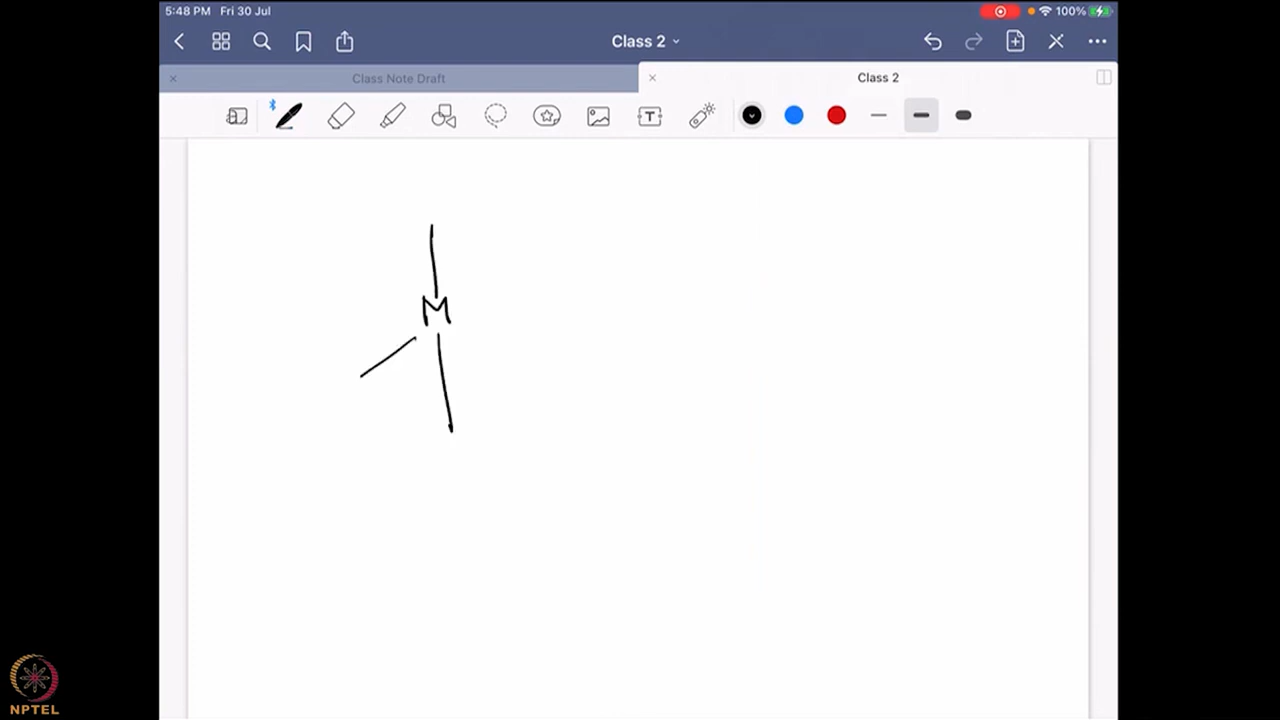 5:48 PM Fri 30 Jul 100%
Class 2
Class Note Draft Class 2
T
M
NPTEL